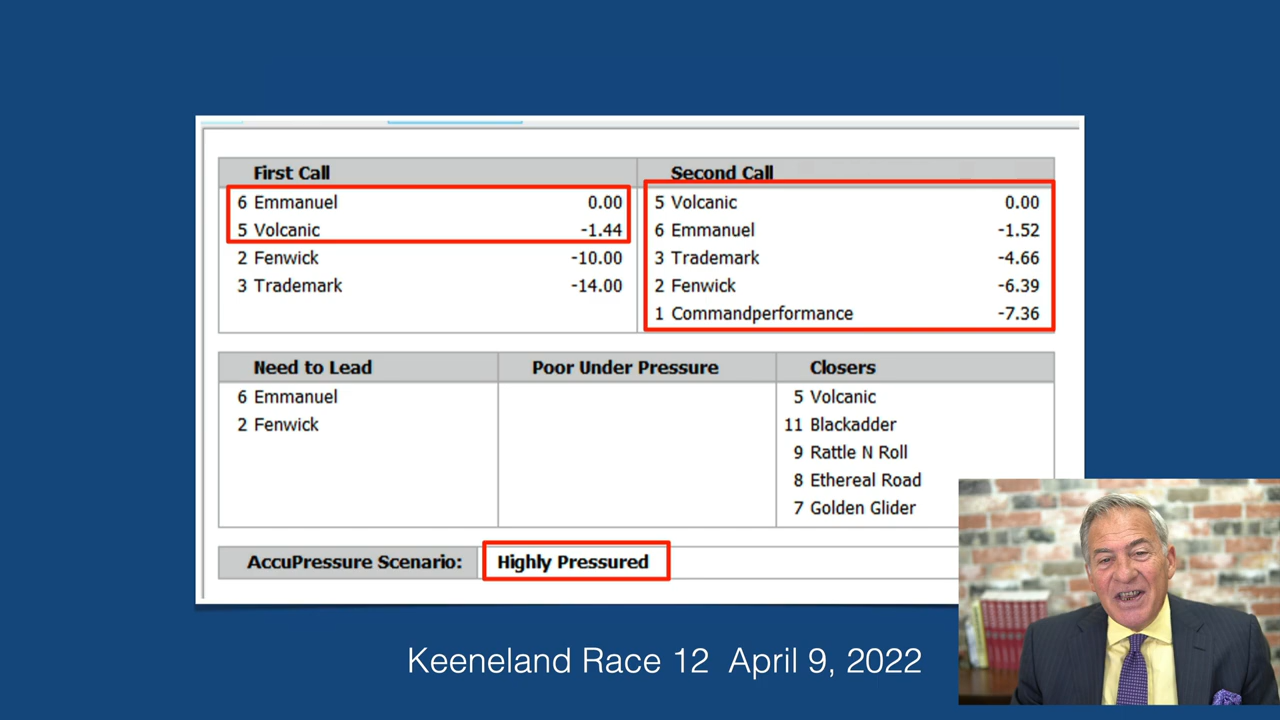 First Call Second Call
6 Emmanuel 0.00 5 Volcanic 0.00
5 Volcanic -1.44 6 Emmanuel -1.52
2 Fenwick -10.00 3 Trademark -4.66
3 Trademark -14.00 2 Fenwick -6.39
1 Commandperformance -7.36
Need to Lead Poor Under Pressure Closers
6 Emmanuel 5 Volcanic
2 Fenwick 11 Blackadder
9 Rattle N Roll
8 Ethereal Road
7 Golden Glider
AccuPressure Scenario: Highly Pressured
Keeneland Race 12 April 9, 2022